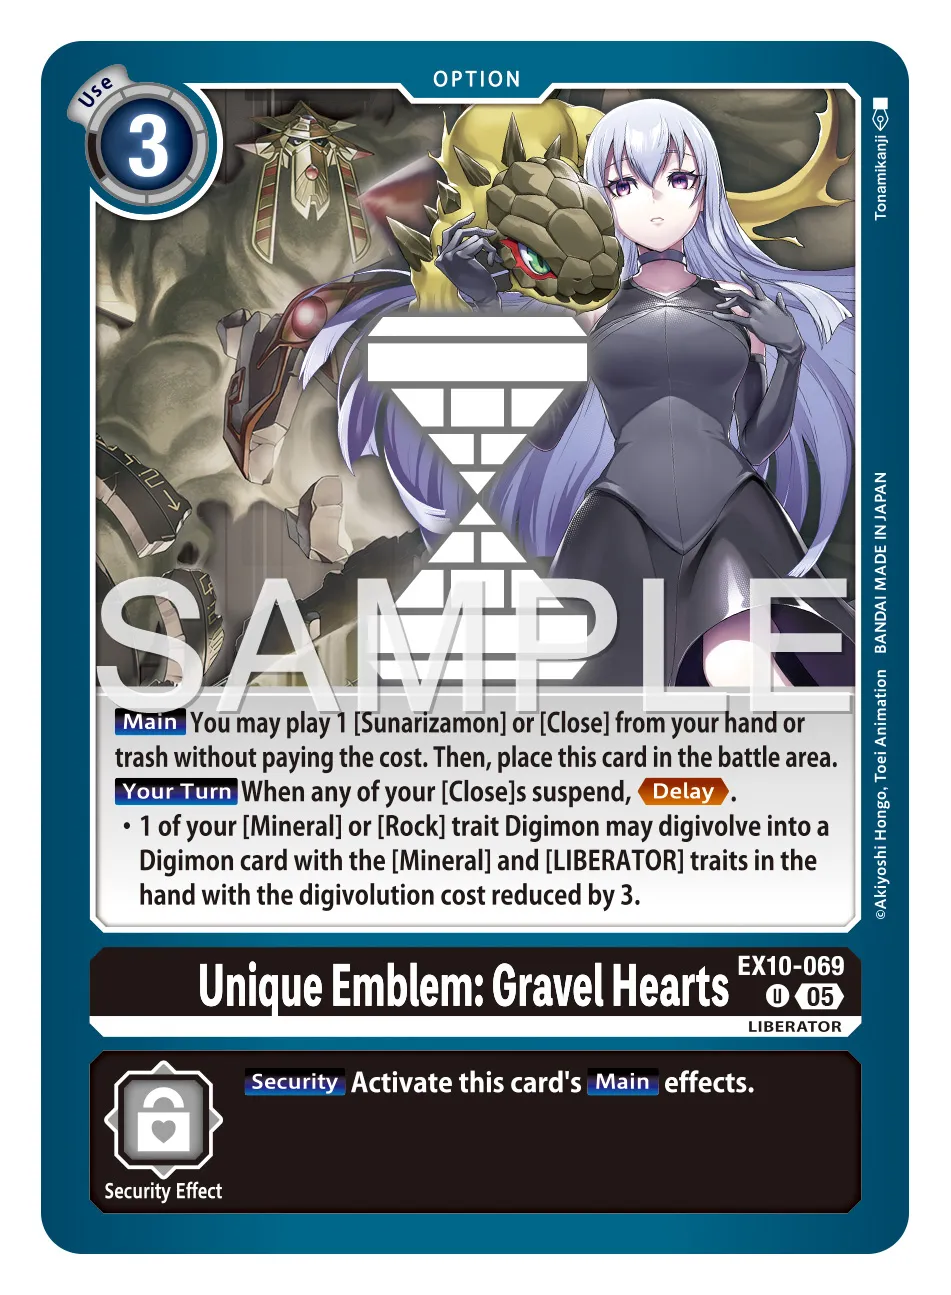 OPTION
Use
3
Tonamikanji
SAMPLE
Main You may play 1 [Sunarizamon] or [Close] from your hand or
trash without paying the cost. Then, place this card in the battle area.
Your Turn When any of your [Close]s suspend, Delay.
・1 of your [Mineral] or [Rock] trait Digimon may digivolve into a
Digimon card with the [Mineral] and [LIBERATOR] traits in the
hand with the digivolution cost reduced by 3.
©Akiyoshi Hongo, Toei Animation BANDAI MADE IN JAPAN
Unique Emblem: Gravel Hearts
EX10-069
U 05
LIBERATOR
Security Activate this card's Main effects.
Security Effect